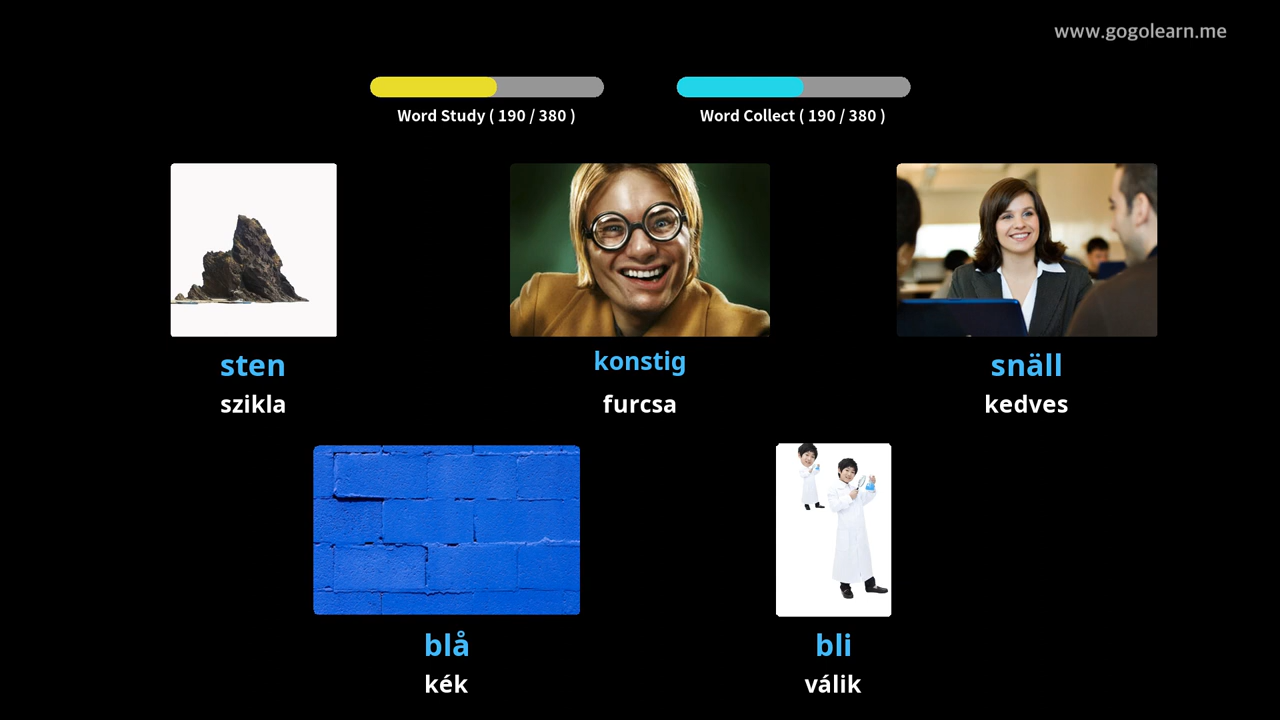 www.gogolearn.me
Word Study ( 190 / 380 )
Word Collect ( 190 / 380 )
sten
szikla
konstig
furcsa
snäll
kedves
blå
kék
bli
válik